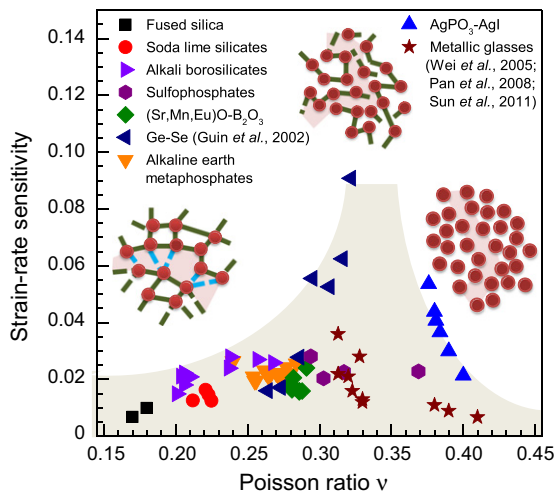 0.14
0.12
0.10
0.08
0.06
0.04
0.02
0
Strain-rate sensitivity
Fused silica
Soda lime silicates
Alkali borosilicates
Sulfophosphates
(Sr,Mn,Eu)O-B₂O₃
Ge-Se (Guin et al., 2002)
Alkaline earth
metaphosphates
AgPO₃-AgI
Metallic glasses
(Wei et al., 2005;
Pan et al., 2008;
Sun et al., 2011)
0.15 0.20 0.25 0.30 0.35 0.40 0.45
Poisson ratio ν